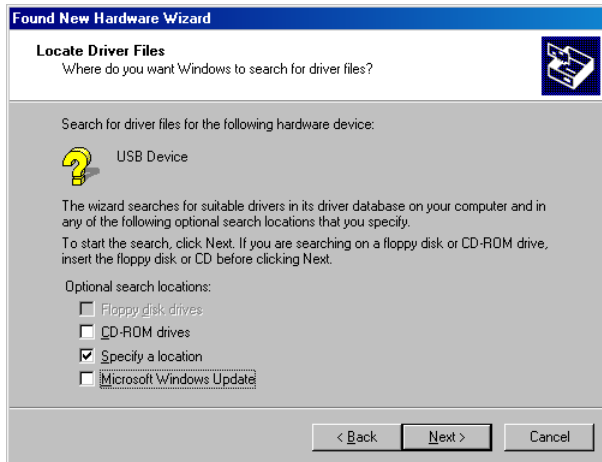 Found New Hardware Wizard
Locate Driver Files
Where do you want Windows to search for driver files?
Search for driver files for the following hardware device:
USB Device
The wizard searches for suitable drivers in its driver database on your computer and in
any of the following optional search locations that you specify.
To start the search, click Next. If you are searching on a floppy disk or CD-ROM drive,
insert the floppy disk or CD before clicking Next.
Optional search locations:
Floppy disk drives
CD-ROM drives
Specify a location
Microsoft Windows Update
< Back Next > Cancel